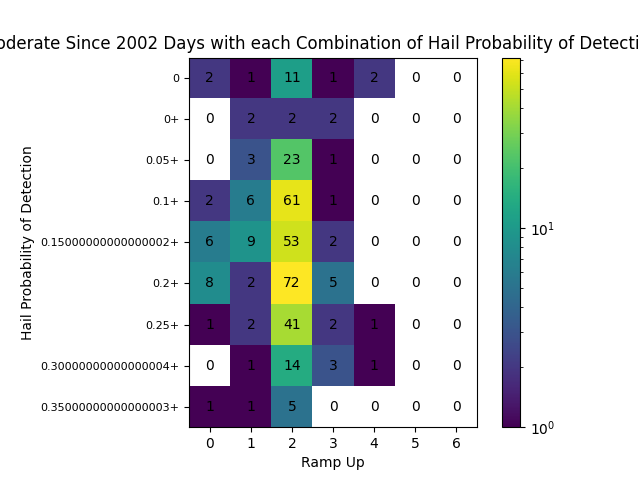 oderate Since 2002 Days with each Combination of Hail Probability of Detecti
0 2 1 11 1 2 0 0
0+ 0 2 2 2 0 0 0
0.05+ 0 3 23 1 0 0 0
0.1+ 2 6 61 1 0 0 0
0.15000000000000002+ 6 9 53 2 0 0 0
0.2+ 8 2 72 5 0 0 0
0.25+ 1 2 41 2 1 0 0
0.30000000000000004+ 0 1 14 3 1 0 0
0.35000000000000003+ 1 1 5 0 0 0 0
0 1 2 3 4 5 6
Ramp Up
Hail Probability of Detection
10¹
10⁰